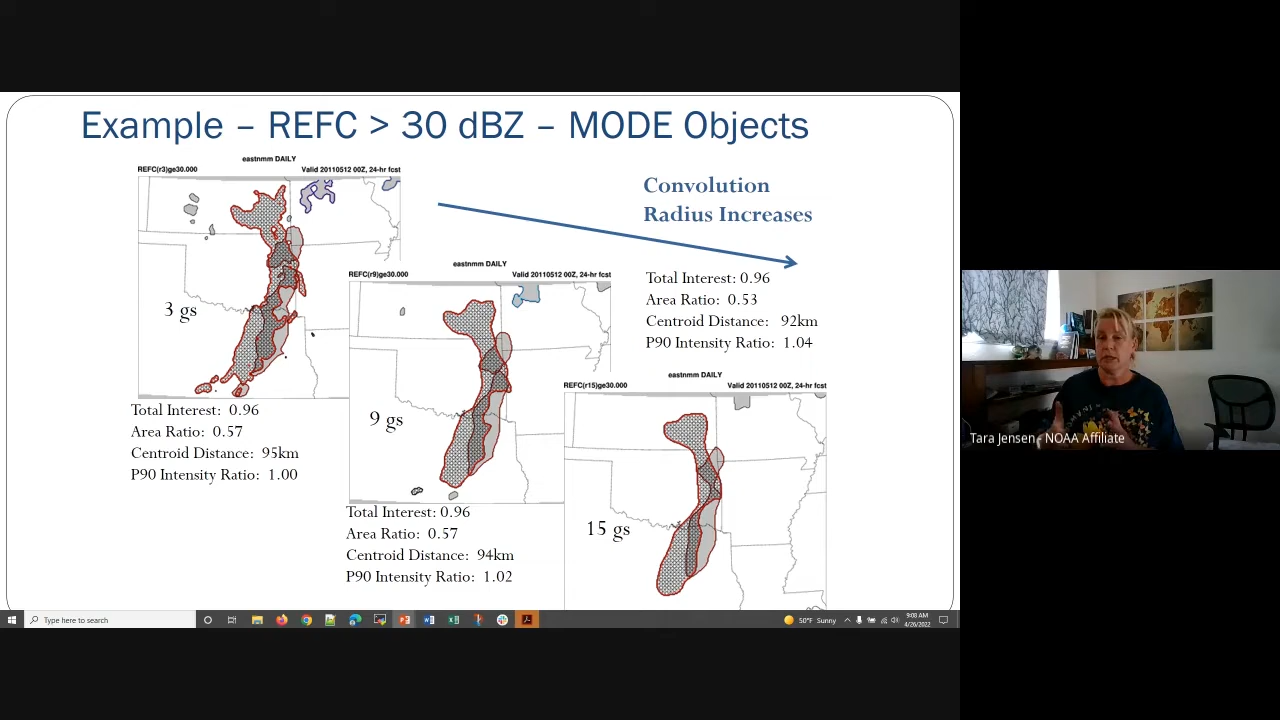 Example – REFC > 30 dBZ – MODE Objects
eastnmm DAILY
REFC(r3)ge30.000
Valid 20110512 00Z, 24-hr fcst
3 gs
Total Interest: 0.96
Area Ratio: 0.57
Centroid Distance: 95km
P90 Intensity Ratio: 1.00
Convolution
Radius Increases
eastnmm DAILY
REFC(r9)ge30.000
Valid 20110512 00Z, 24-hr fcst
9 gs
Total Interest: 0.96
Area Ratio: 0.57
Centroid Distance: 94km
P90 Intensity Ratio: 1.02
Total Interest: 0.96
Area Ratio: 0.53
Centroid Distance: 92km
P90 Intensity Ratio: 1.04
eastnmm DAILY
REFC(r15)ge30.000
Valid 20110512 00Z, 24-hr fcst
15 gs
Tara Jensen - NOAA Affiliate
Type here to search
50°F Sunny
9:08 AM
4/26/2022